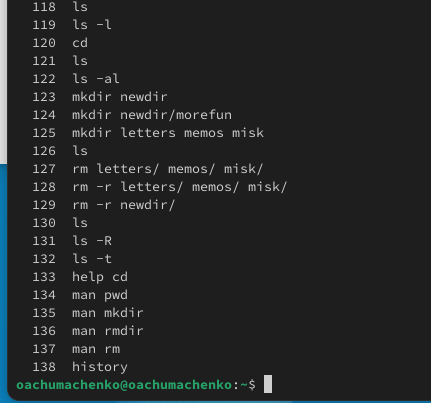 118 ls
119 ls -l
120 cd
121 ls
122 ls -al
123 mkdir newdir
124 mkdir newdir/morefun
125 mkdir letters memos misk
126 ls
127 rm letters/ memos/ misk/
128 rm -r letters/ memos/ misk/
129 rm -r newdir/
130 ls
131 ls -R
132 ls -t
133 help cd
134 man pwd
135 man mkdir
136 man rmdir
137 man rm
138 history
oachumachenko@oachumachenko:~$